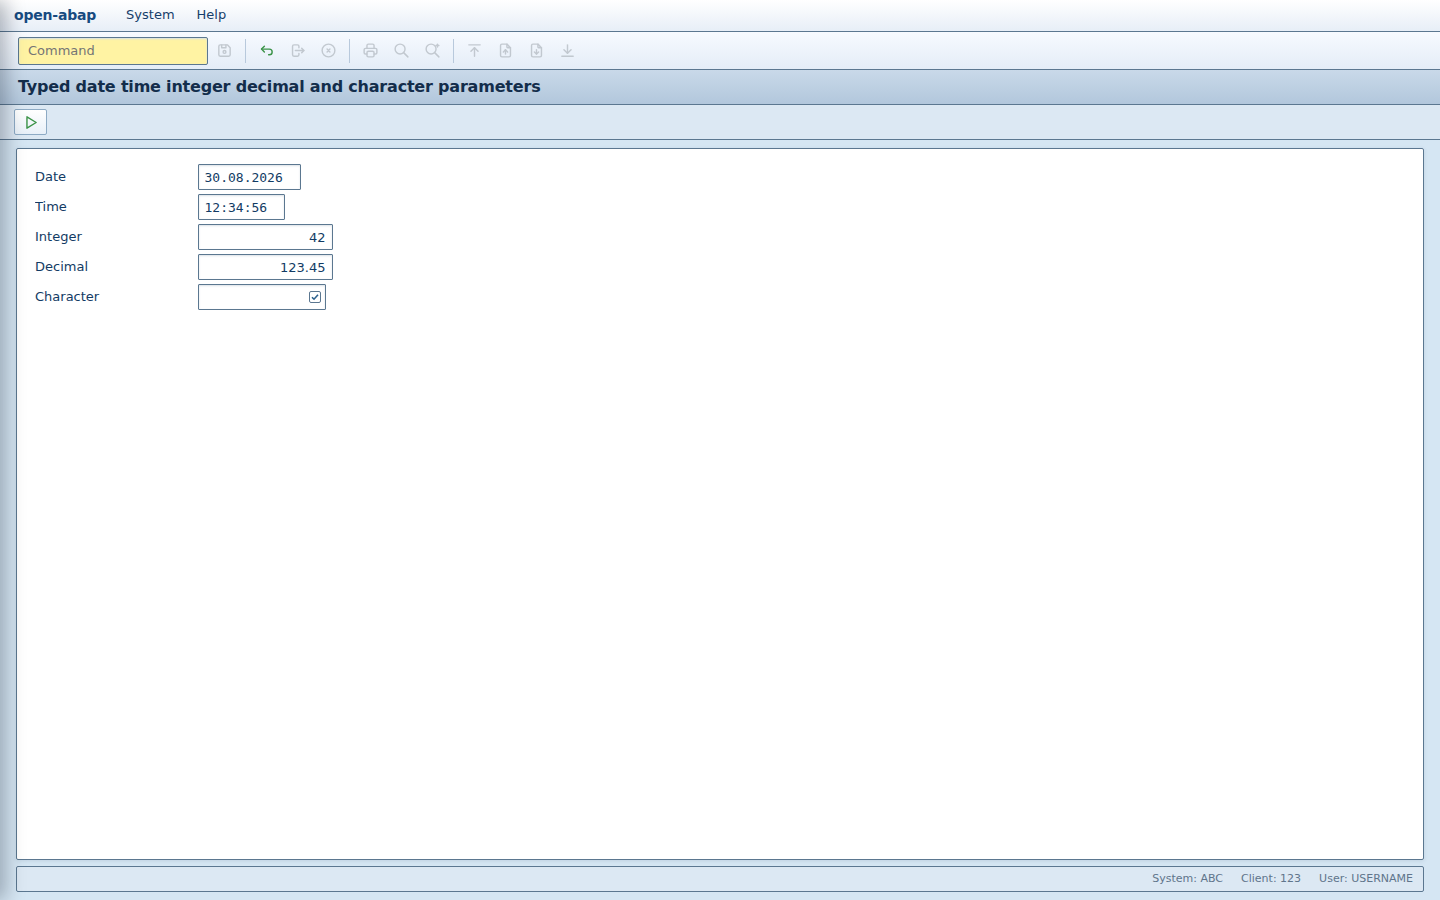 open-abap System Help
Command
Typed date time integer decimal and character parameters
Date 30.08.2026
Time 12:34:56
Integer 42
Decimal 123.45
Character
System: ABC Client: 123 User: USERNAME